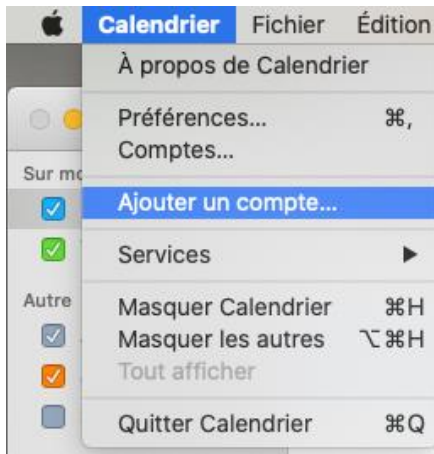 Calendrier Fichier Édition
À propos de Calendrier
Préférences... ⌘,
Comptes...
Sur mo
Ajouter un compte...
Services ▶
Autre
Masquer Calendrier ⌘H
Masquer les autres ⌥⌘H
Tout afficher
Quitter Calendrier ⌘Q